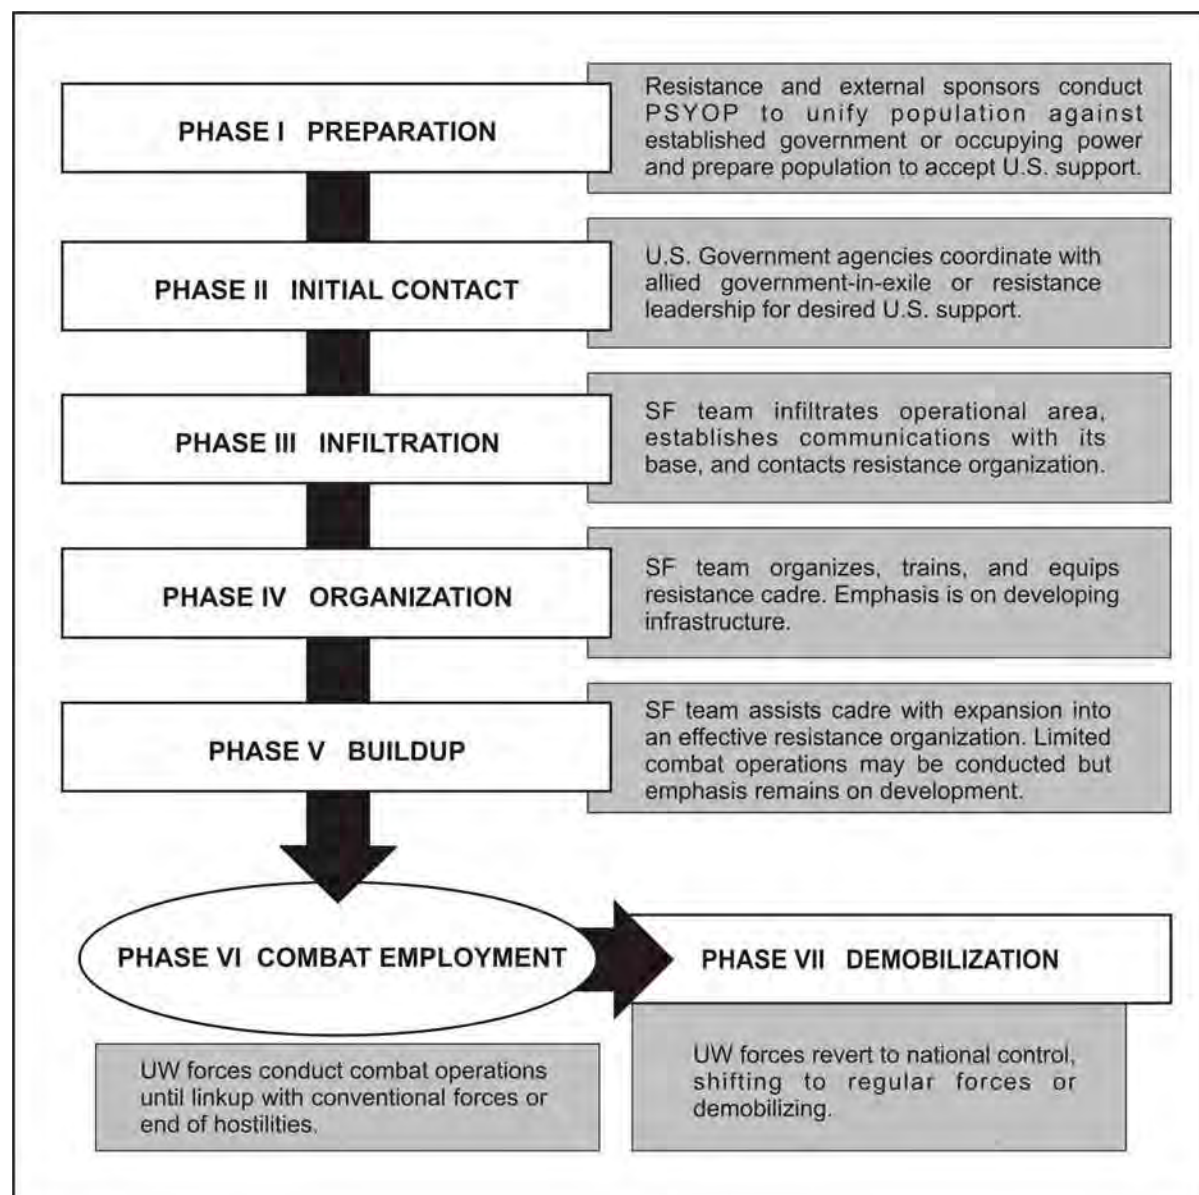 PHASE I PREPARATION
Resistance and external sponsors conduct
PSYOP to unify population against
established government or occupying power
and prepare population to accept U.S. support.
PHASE II INITIAL CONTACT
U.S. Government agencies coordinate with
allied government-in-exile or resistance
leadership for desired U.S. support.
PHASE III INFILTRATION
SF team infiltrates operational area,
establishes communications with its
base, and contacts resistance organization.
PHASE IV ORGANIZATION
SF team organizes, trains, and equips
resistance cadre. Emphasis is on developing
infrastructure.
PHASE V BUILDUP
SF team assists cadre with expansion into
an effective resistance organization. Limited
combat operations may be conducted but
emphasis remains on development.
PHASE VI COMBAT EMPLOYMENT
UW forces conduct combat operations
until linkup with conventional forces or
end of hostilities.
PHASE VII DEMOBILIZATION
UW forces revert to national control,
shifting to regular forces or
demobilizing.